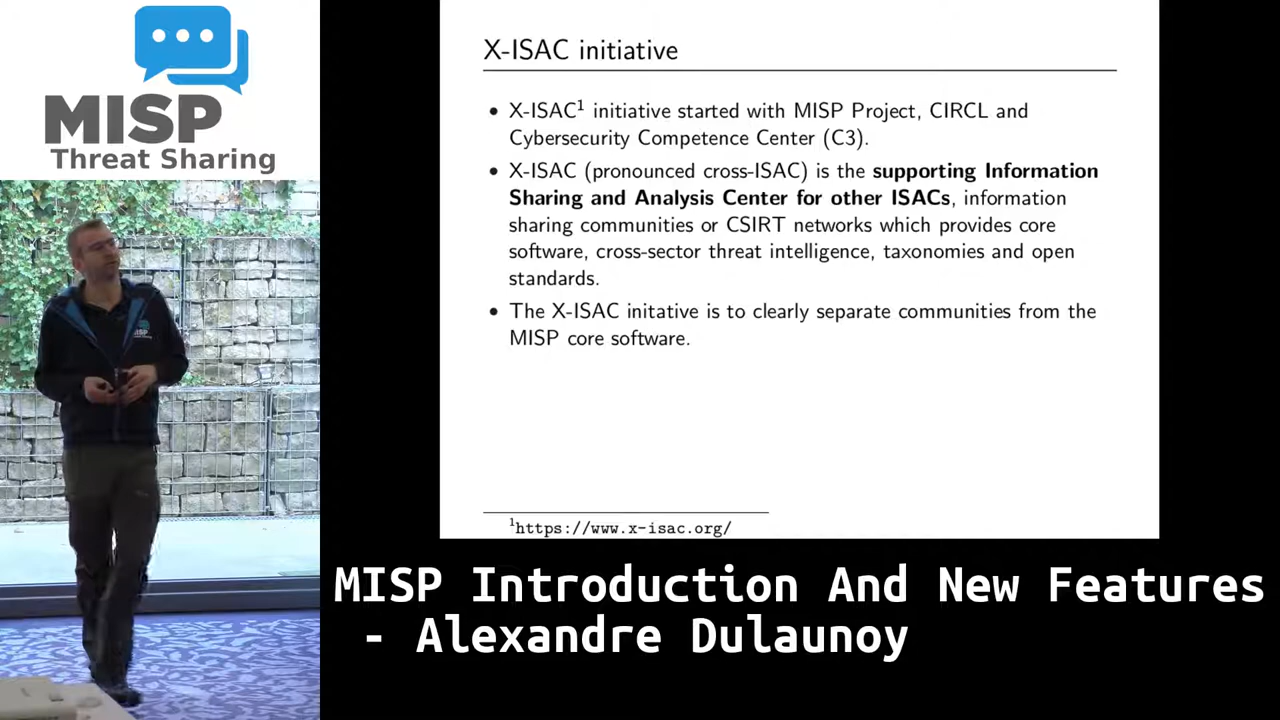 MISP
Threat Sharing
X-ISAC initiative
• X-ISAC1 initiative started with MISP Project, CIRCL and
Cybersecurity Competence Center (C3).
• X-ISAC (pronounced cross-ISAC) is the supporting Information
Sharing and Analysis Center for other ISACs, information
sharing communities or CSIRT networks which provides core
software, cross-sector threat intelligence, taxonomies and open
standards.
• The X-ISAC initative is to clearly separate communities from the
MISP core software.
1https://www.x-isac.org/
MISP
MISP Introduction And New Features
- Alexandre Dulaunoy